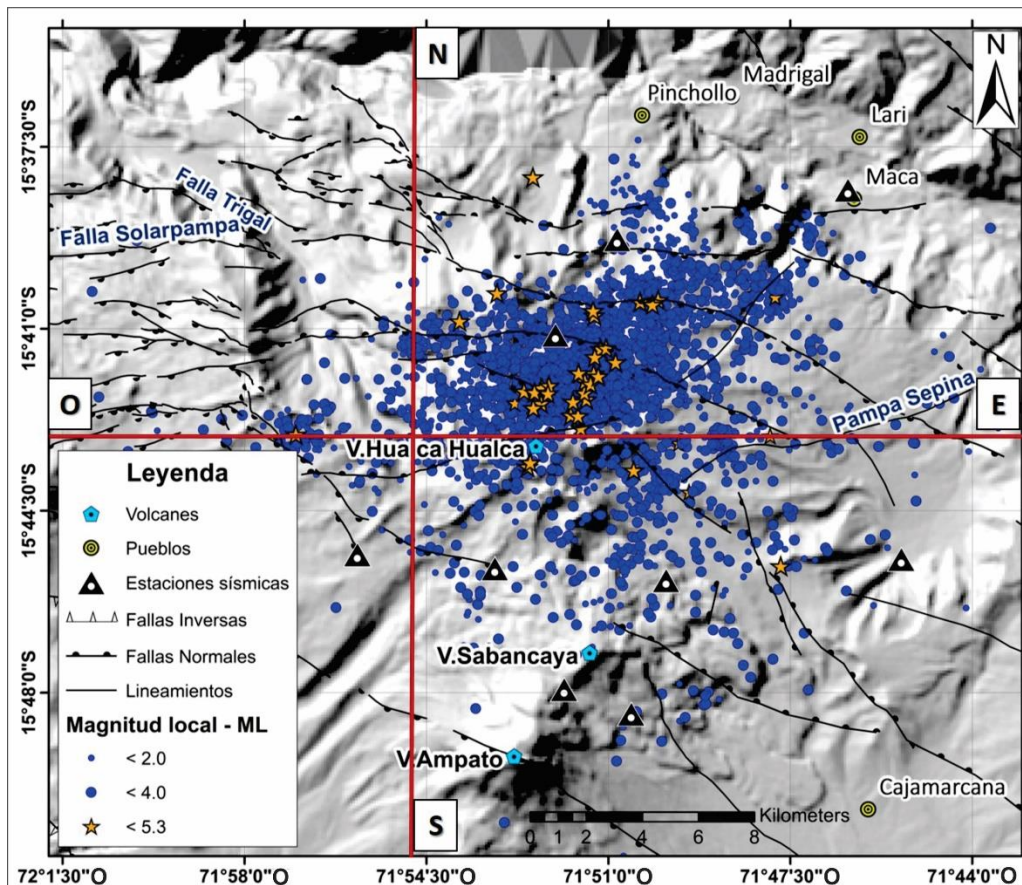 N
N
Madrigal
Pinchollo
Lari
Maca
15°37'30"S
Falla Trigal
Falla Solarpampa
15°41'0"S
O
E
Pampa Sepina
V.Hualca Hualca
15°44'30"S
Leyenda
Volcanes
Pueblos
Estaciones sísmicas
Fallas Inversas
Fallas Normales
Lineamientos
Magnitud local - ML
< 2.0
< 4.0
< 5.3
V.Sabancaya
15°48'0"S
V.Ampato
Cajamarcana
S
Kilometers
0 1 2 4 6 8
72°1'30"O 71°58'0"O 71°54'30"O 71°51'0"O 71°47'30"O 71°44'0"O